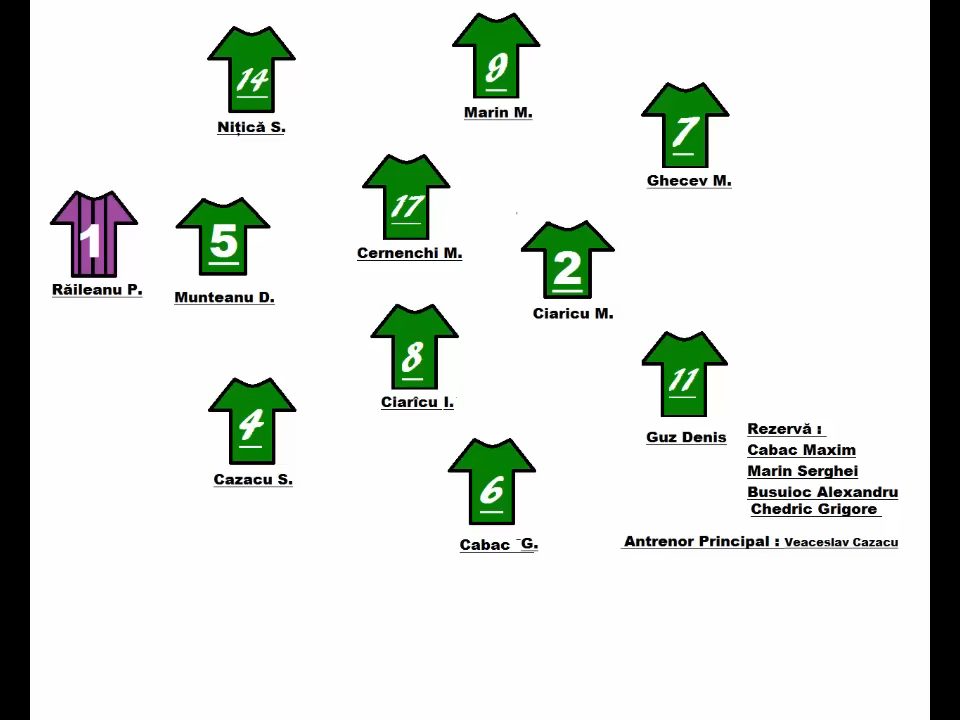 14
Nițică S.
9
Marin M.
7
Ghecev M.
17
Cernenchi M.
1
Răileanu P.
5
Munteanu D.
2
Ciaricu M.
8
Ciarîcu I.
11
Guz Denis
4
Cazacu S.
6
Cabac G.
Rezervă :
Cabac Maxim
Marin Serghei
Busuioc Alexandru
Chedric Grigore
Antrenor Principal : Veaceslav Cazacu